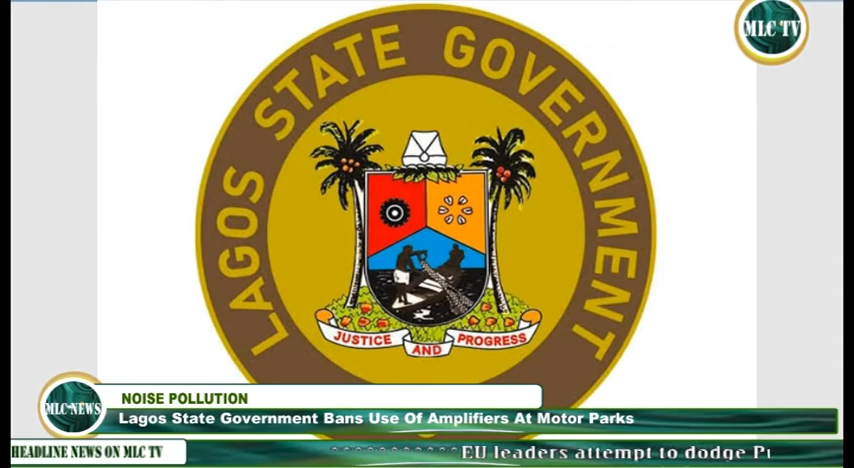 MLC TV
LAGOS STATE GOVERNMENT
JUSTICE AND PROGRESS
NOISE POLLUTION
MLC NEWS
Lagos State Government Bans Use Of Amplifiers At Motor Parks
HEADLINE NEWS ON MLC TV
EU leaders attempt to dodge